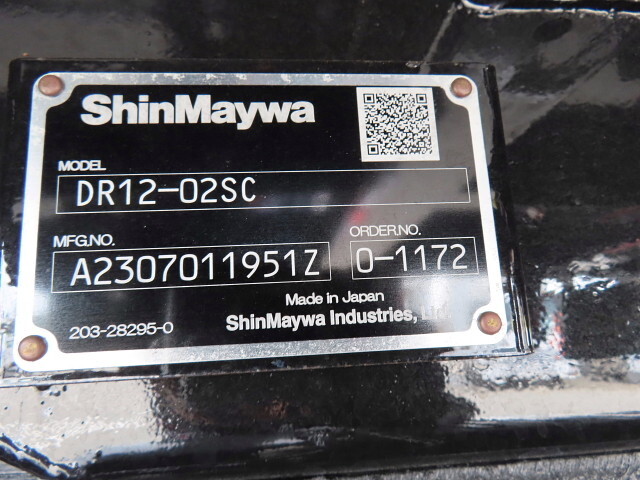 ShinMaywa
MODEL
DR12-02SC
MFG.NO.
ORDER.NO.
A2307011951Z
0-1172
Made in Japan
203-28295-0
ShinMaywa Industries, Ltd.